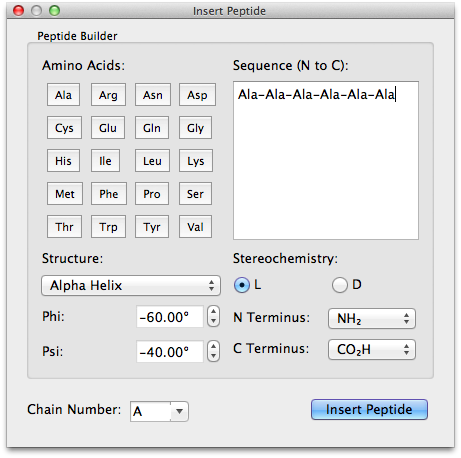 Insert Peptide
Peptide Builder
Amino Acids:
Ala Arg Asn Asp
Cys Glu Gln Gly
His Ile Leu Lys
Met Phe Pro Ser
Thr Trp Tyr Val
Sequence (N to C):
Ala-Ala-Ala-Ala-Ala-Ala
Structure:
Alpha Helix
Phi: -60.00°
Psi: -40.00°
Stereochemistry:
L D
N Terminus: NH₂
C Terminus: CO₂H
Chain Number: A
Insert Peptide